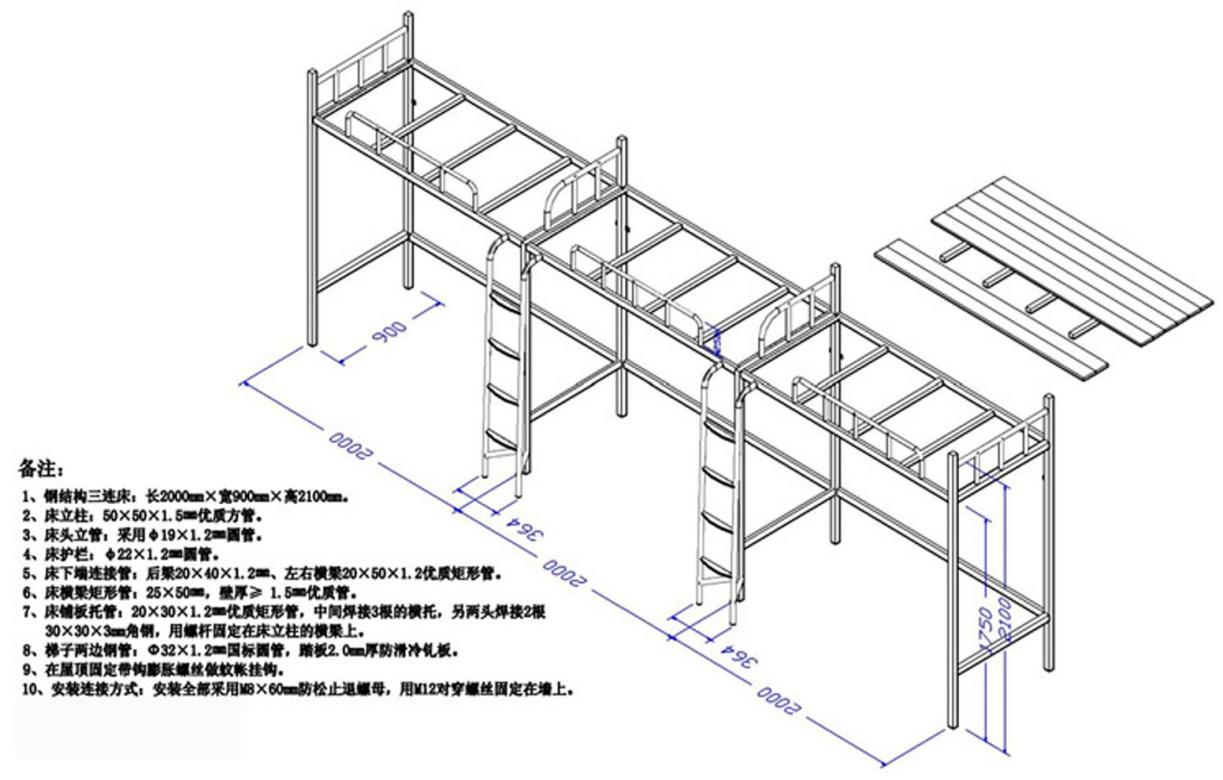 900
2000
364
2000
364
2000
1750
2100
备注：
1、钢结构三连床：长2000mm×宽900mm×高2100mm。
2、床立柱：50×50×1.5mm优质方管。
3、床头立管：采用φ19×1.2mm圆管。
4、床护栏：φ22×1.2mm圆管。
5、床下端连接管：后梁20×40×1.2mm、左右横梁20×50×1.2优质矩形管。
6、床横梁矩形管：25×50mm，壁厚≥ 1.5mm优质管。
7、床铺板托管：20×30×1.2mm优质矩形管，中间焊接3根的横托，另两头焊接2根
30×30×3mm角钢，用螺杆固定在床立柱的横梁上。
8、梯子两边钢管：Φ32×1.2mm国标圆管，踏板2.0mm厚防滑冷轧板。
9、在屋顶固定带钩膨胀螺丝做蚊帐挂钩。
10、安装连接方式：安装全部采用M8×60mm防松止退螺母，用M12对穿螺丝固定在墙上。